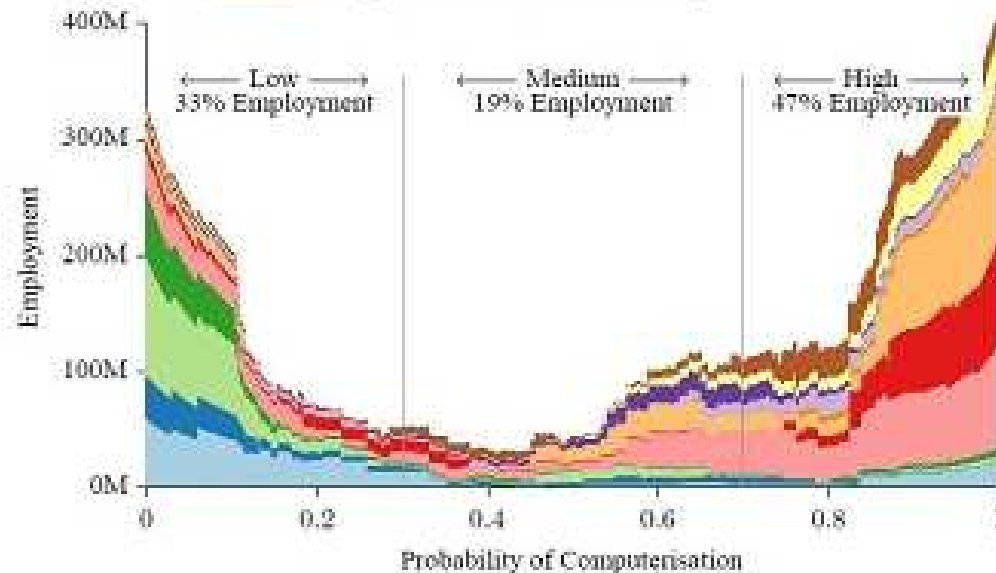 400M
300M
200M
100M
0M
Employment
Low
33% Employment
Medium
19% Employment
High
47% Employment
0
0.2
0.4
0.6
0.8
Probability of Computerisation